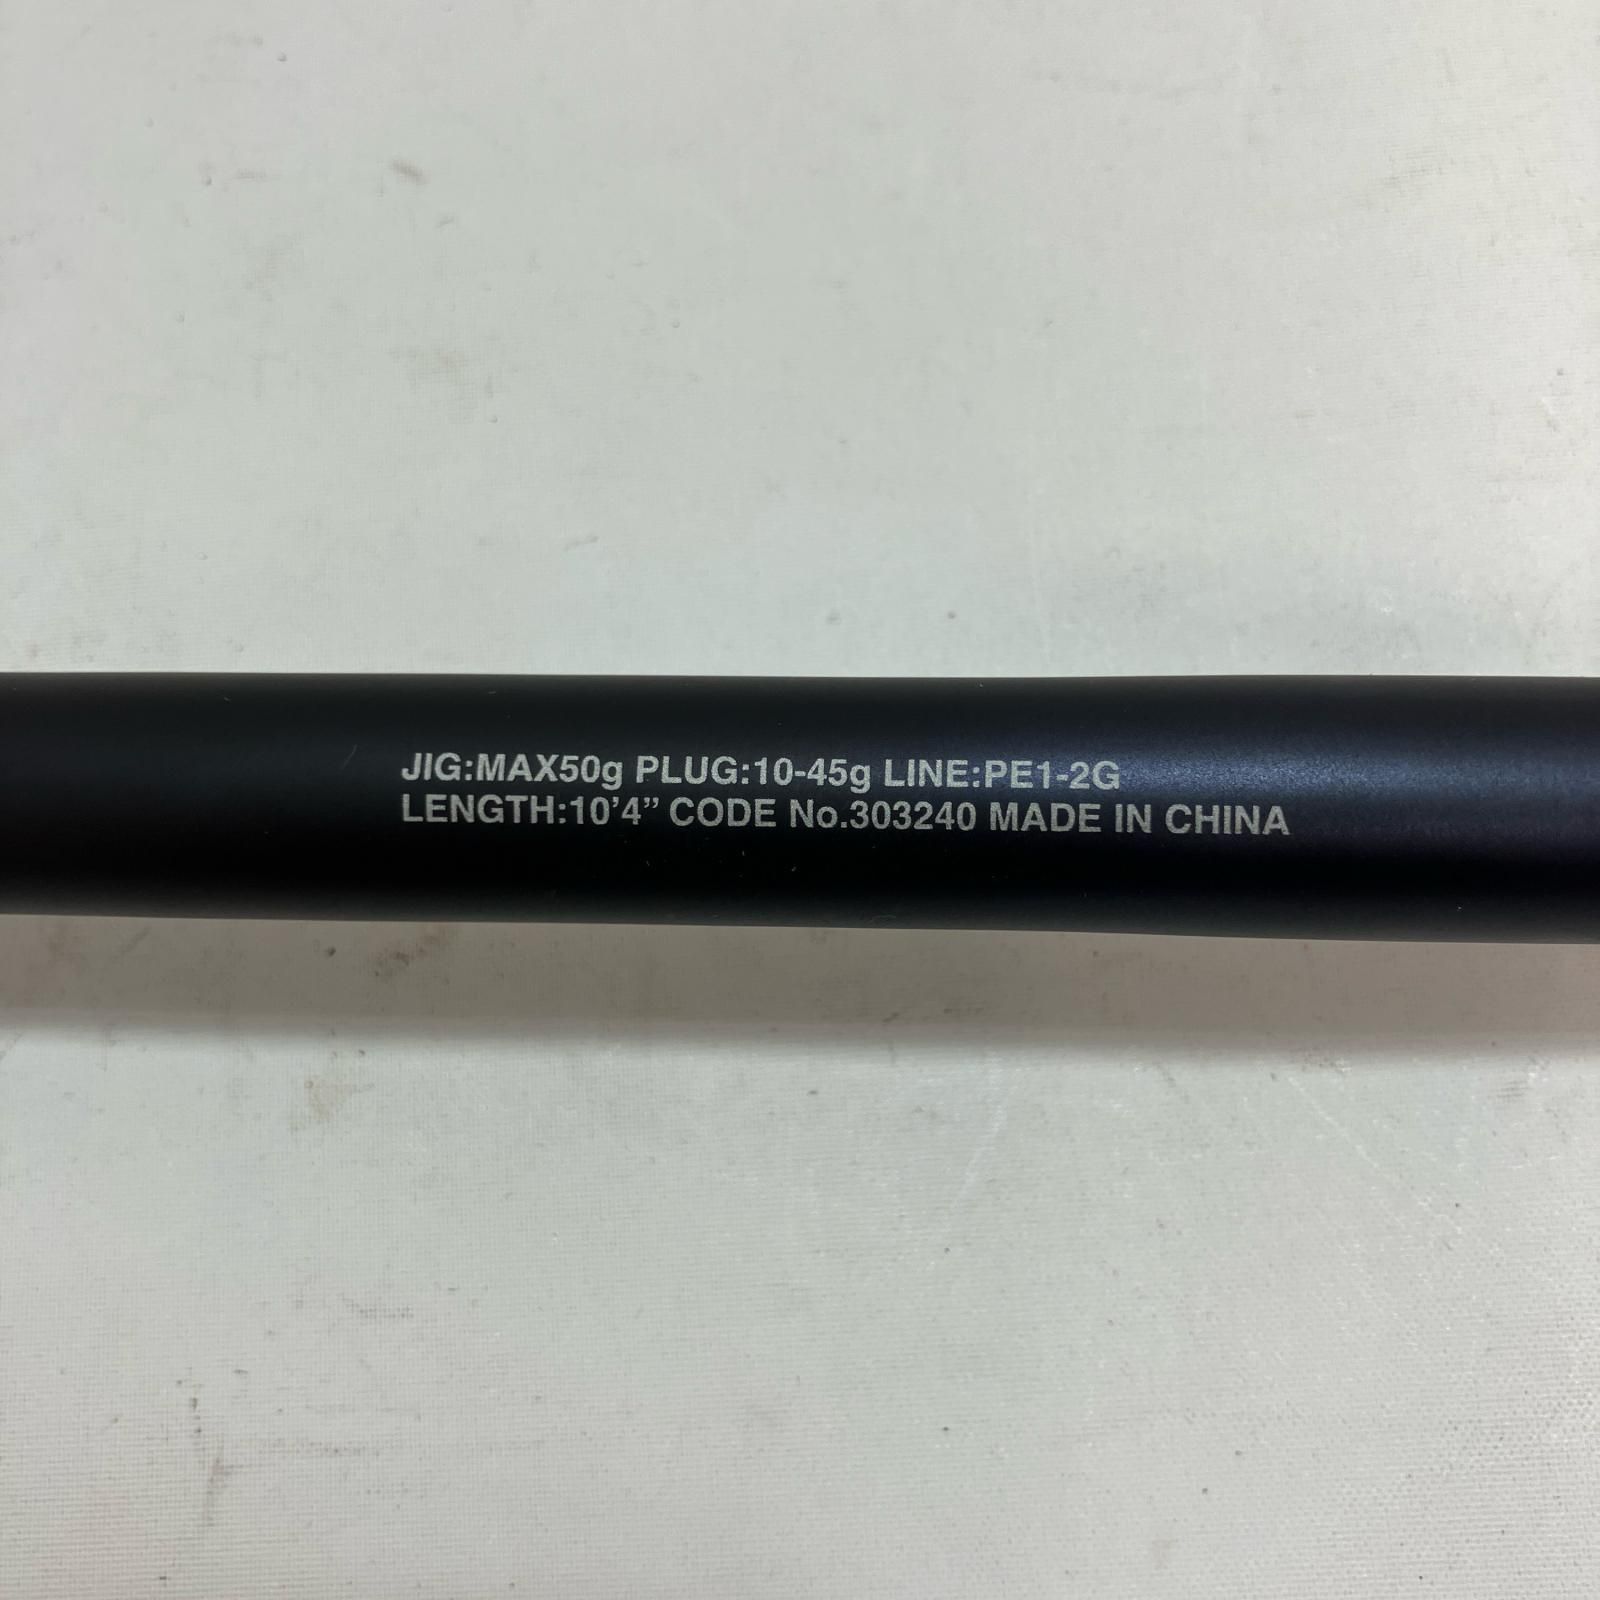 JIG:MAX50g PLUG:10-45g LINE:PE1-2G
LENGTH:10’4” CODE No.303240 MADE IN CHINA